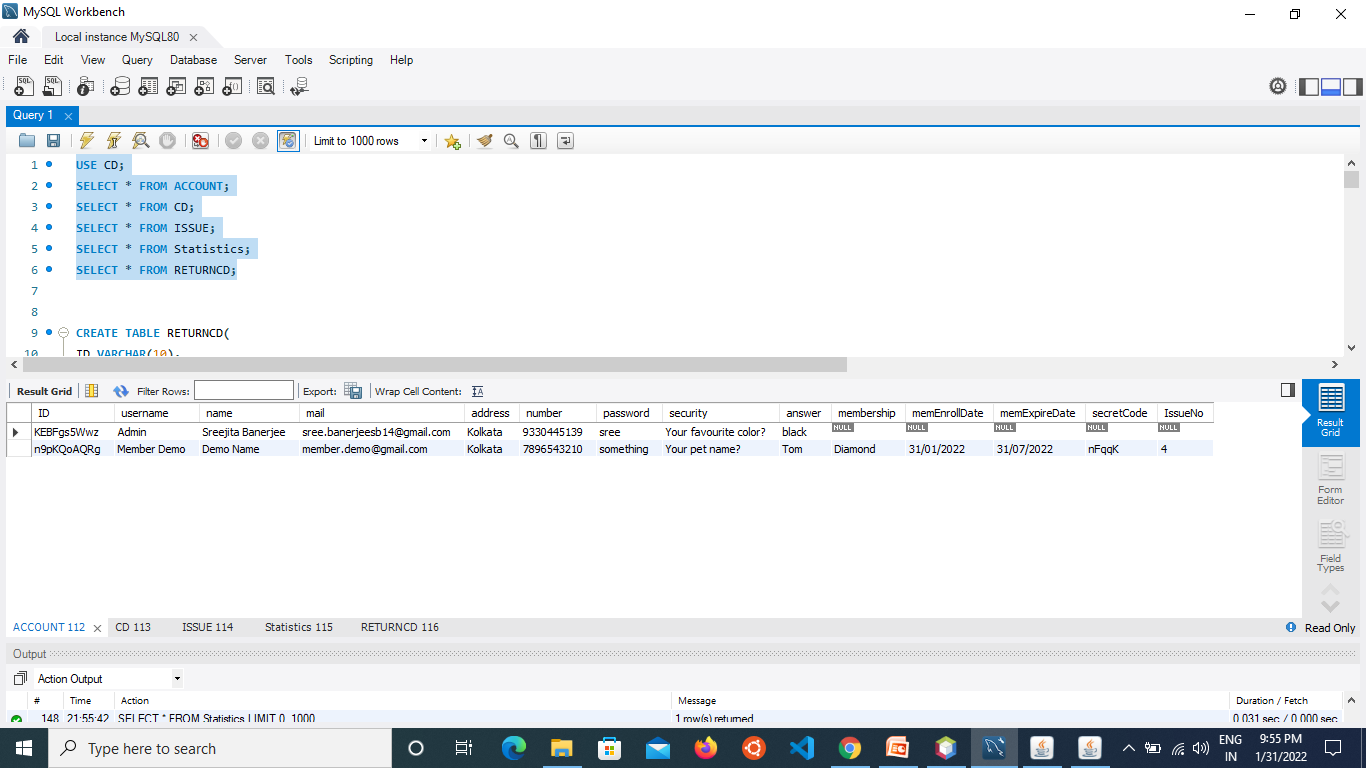 MySQL Workbench
Local instance MySQL80
File Edit View Query Database Server Tools Scripting Help
Query 1
Limit to 1000 rows
1 USE CD;
2 SELECT * FROM ACCOUNT;
3 SELECT * FROM CD;
4 SELECT * FROM ISSUE;
5 SELECT * FROM Statistics;
6 SELECT * FROM RETURNCD;
7
8
9 CREATE TABLE RETURNCD(
10 ID VARCHAR(10),
Result Grid Filter Rows: Export: Wrap Cell Content:
ID username name mail address number password security answer membership memEnrollDate memExpireDate secretCode IssueNo
KEBFgs5Wwz Admin Sreejita Banerjee sree.banerjeesb14@gmail.com Kolkata 9330445139 sree Your favourite color? black NULL NULL NULL NULL NULL
n9pKQoAQRg Member Demo Demo Name member.demo@gmail.com Kolkata 7896543210 something Your pet name? Tom Diamond 31/01/2022 31/07/2022 nFqqK 4
Result
Grid
Form
Editor
Field
Types
ACCOUNT 112 CD 113 ISSUE 114 Statistics 115 RETURNCD 116 Read Only
Output
Action Output
# Time Action Message Duration / Fetch
148 21:55:42 SELECT * FROM Statistics LIMIT 0, 1000 1 row(s) returned 0.031 sec / 0.000 sec
Type here to search
ENG
IN
9:55 PM
1/31/2022